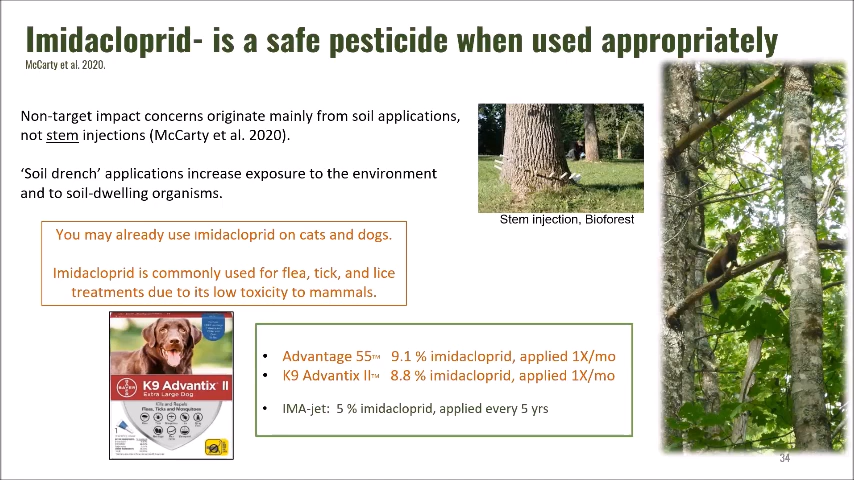 Imidacloprid- is a safe pesticide when used appropriately
McCarty et al. 2020.
Non-target impact concerns originate mainly from soil applications,
not stem injections (McCarty et al. 2020).
‘Soil drench’ applications increase exposure to the environment
and to soil-dwelling organisms.
Stem injection, Bioforest
You may already use imidacloprid on cats and dogs.
Imidacloprid is commonly used for flea, tick, and lice
treatments due to its low toxicity to mammals.
BAYER
K9 Advantix II
Extra Large Dog
Kills and Repels
Fleas, Ticks and Mosquitoes
• Advantage 55™ 9.1 % imidacloprid, applied 1X/mo
• K9 Advantix II™ 8.8 % imidacloprid, applied 1X/mo
• IMA-jet: 5 % imidacloprid, applied every 5 yrs
34